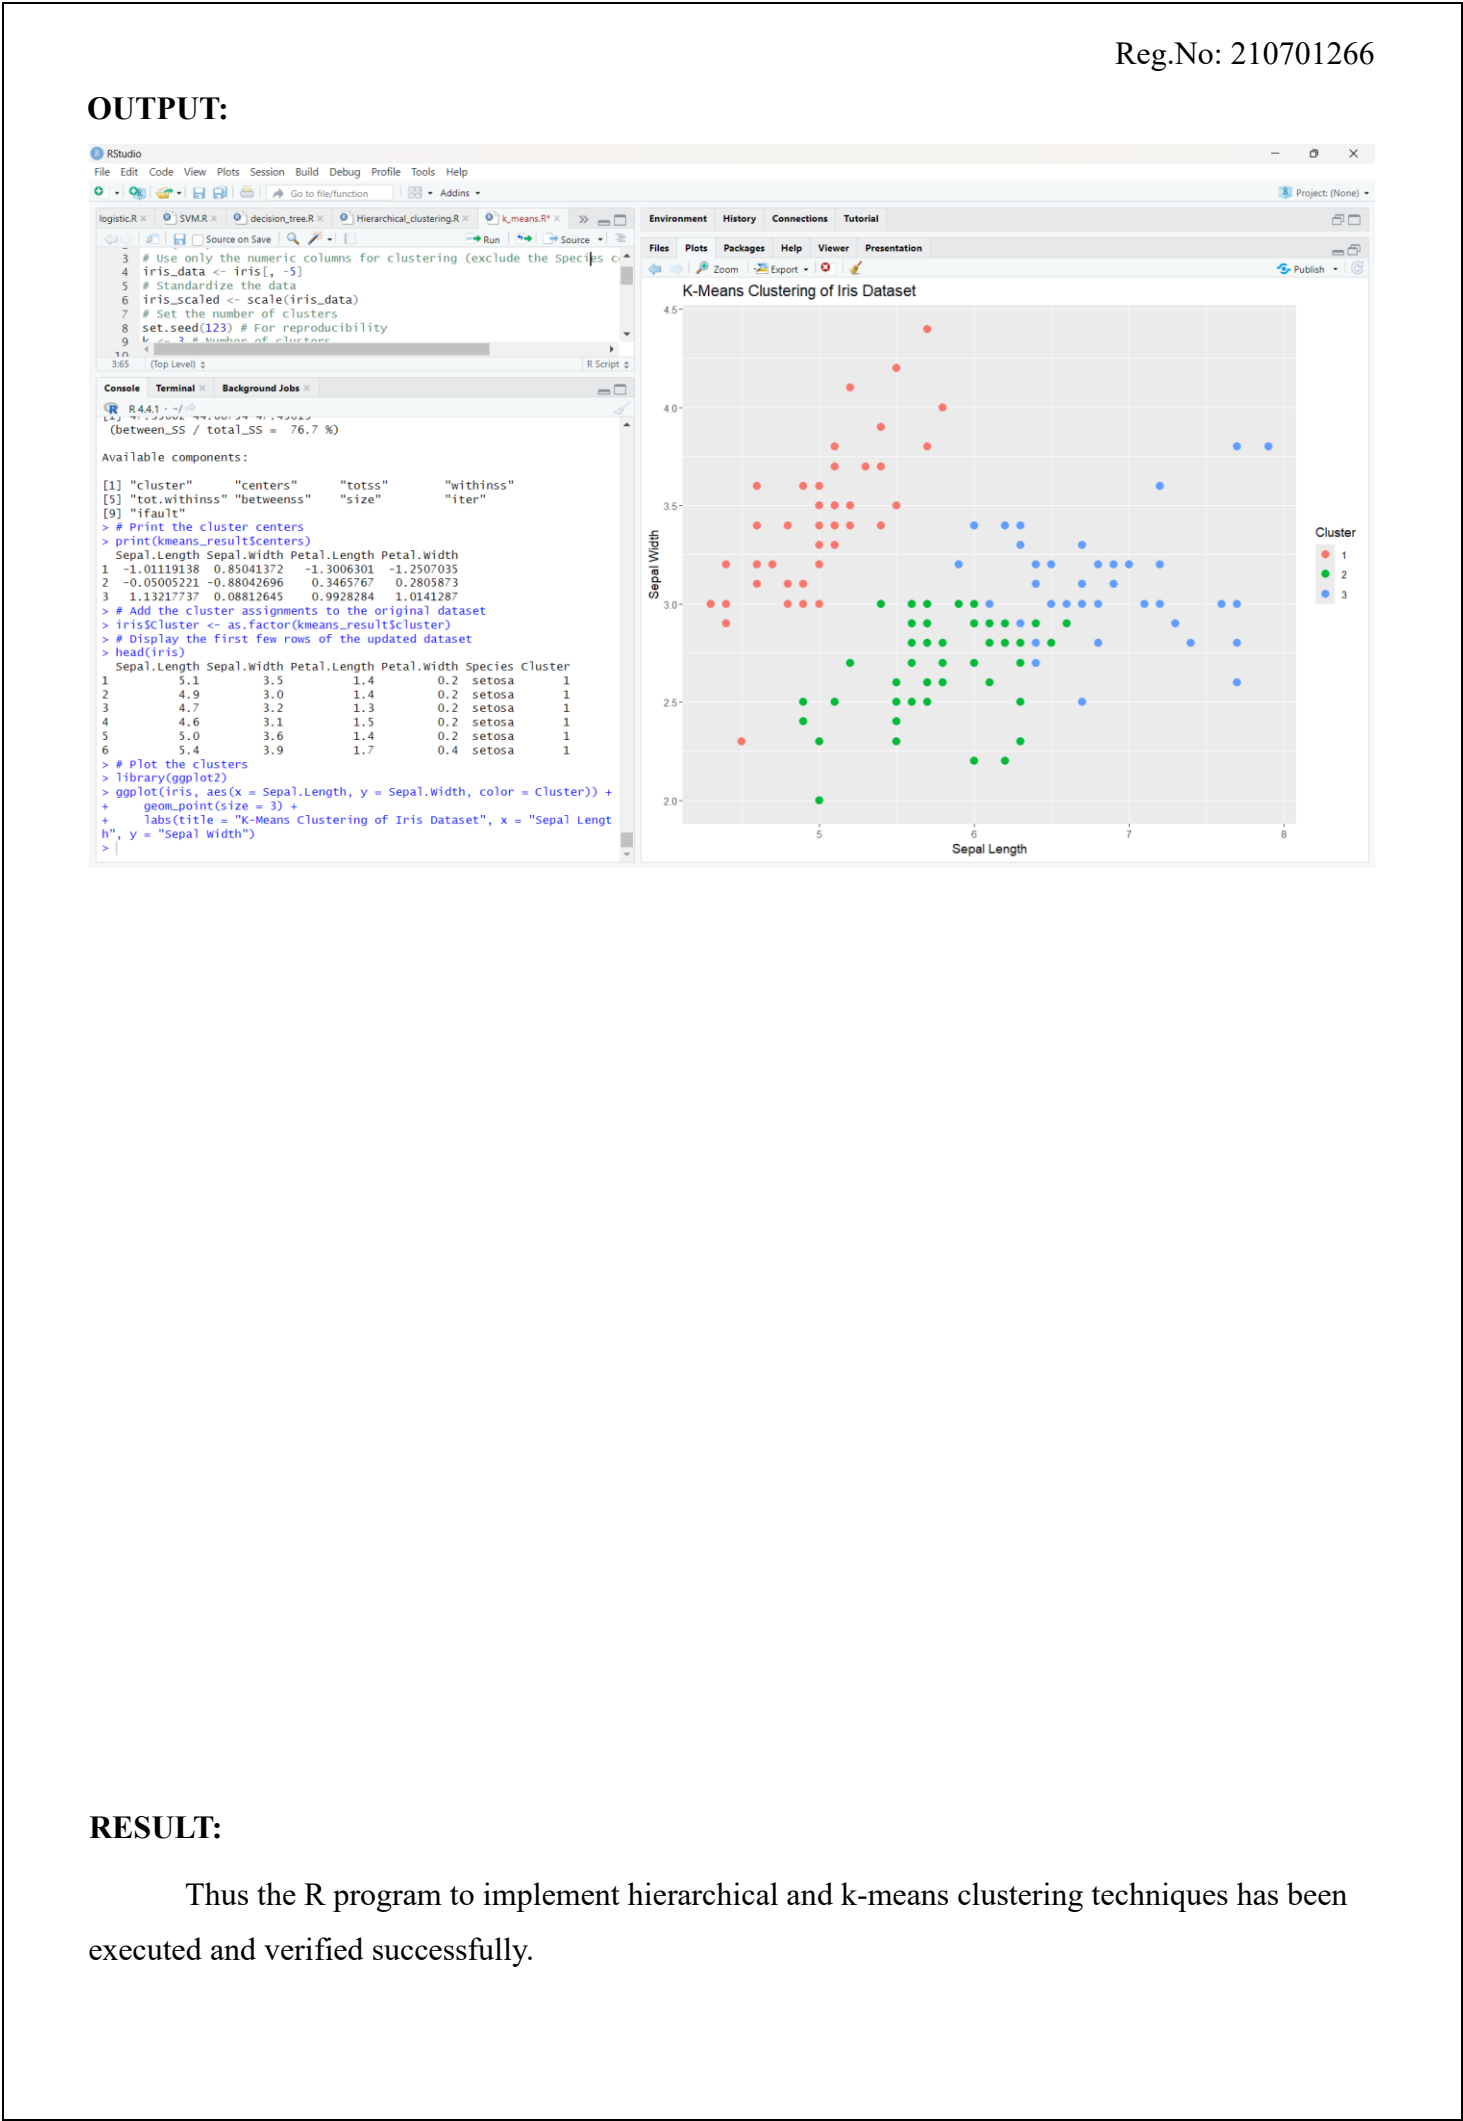 Reg.No: 210701266
OUTPUT:
RStudio
File Edit Code View Plots Session Build Debug Profile Tools Help
Go to file/function Addins Project: (None)
logistic.R SVM.R decision_tree.R Hierarchical_clustering.R k_means.R*
Source on Save Run Source
3 # Use only the numeric columns for clustering (exclude the Species c
4 iris_data <- iris[, -5]
5 # Standardize the data
6 iris_scaled <- scale(iris_data)
7 # Set the number of clusters
8 set.seed(123) # For reproducibility
9 k <- 3 # Number of clusters
10
3:65 (Top Level) R Script
Console Terminal Background Jobs
R 4.4.1 · ~/
(between_SS / total_SS = 76.7 %)
Available components:
[1] "cluster" "centers" "totss" "withinss"
[5] "tot.withinss" "betweenss" "size" "iter"
[9] "ifault"
> # Print the cluster centers
> print(kmeans_result$centers)
Sepal.Length Sepal.Width Petal.Length Petal.Width
1 -1.01119138 0.85041372 -1.3006301 -1.2507035
2 -0.05005221 -0.88042696 0.3465767 0.2805873
3 1.13217737 0.08812645 0.9928284 1.0141287
> # Add the cluster assignments to the original dataset
> iris$Cluster <- as.factor(kmeans_result$cluster)
> # Display the first few rows of the updated dataset
> head(iris)
Sepal.Length Sepal.Width Petal.Length Petal.Width Species Cluster
1 5.1 3.5 1.4 0.2 setosa 1
2 4.9 3.0 1.4 0.2 setosa 1
3 4.7 3.2 1.3 0.2 setosa 1
4 4.6 3.1 1.5 0.2 setosa 1
5 5.0 3.6 1.4 0.2 setosa 1
6 5.4 3.9 1.7 0.4 setosa 1
> # Plot the clusters
> library(ggplot2)
> ggplot(iris, aes(x = Sepal.Length, y = Sepal.Width, color = Cluster)) +
+ geom_point(size = 3) +
+ labs(title = "K-Means Clustering of Iris Dataset", x = "Sepal Lengt
h", y = "Sepal Width")
>
Environment History Connections Tutorial
Files Plots Packages Help Viewer Presentation
Zoom Export Publish
K-Means Clustering of Iris Dataset
4.5
4.0
3.5
3.0
2.5
2.0
Sepal Width
5 6 7 8
Sepal Length
Cluster
1
2
3
RESULT:
Thus the R program to implement hierarchical and k-means clustering techniques has been
executed and verified successfully.